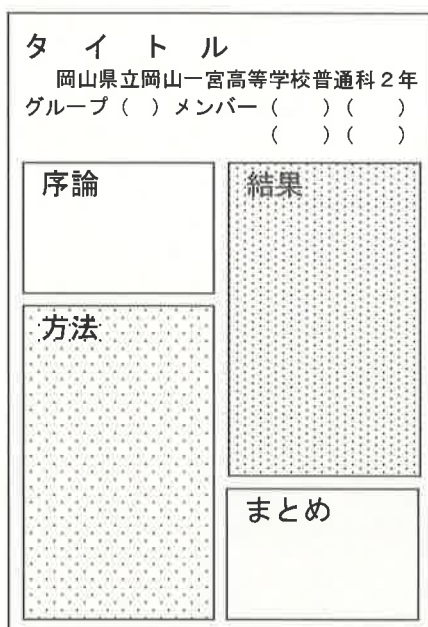 タイトル
岡山県立岡山一宮高等学校普通科２年
グループ（　）メンバー（　　）（　　）
（　　）（　　）
序論
方法
結果
まとめ